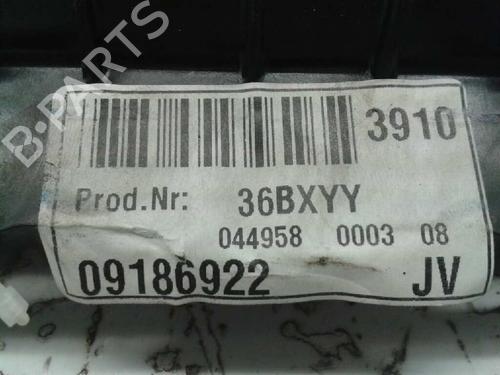 B-PARTS
3910
Prod.Nr: 36BXYY
044958 0003 08
09186922 JV